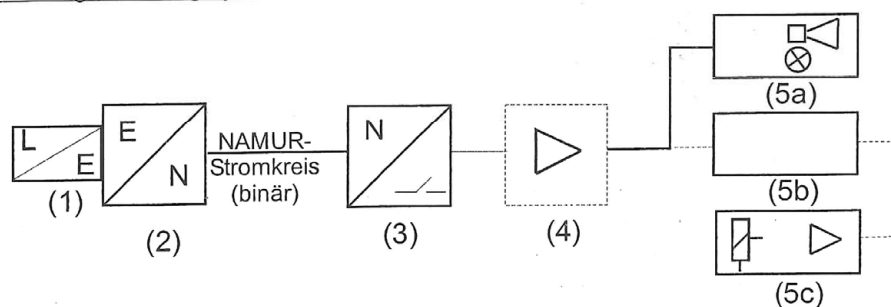 L
E
(1)
E
N
(2)
NAMUR-
Stromkreis
(binär)
N
(3)
(4)
(5a)
(5b)
(5c)